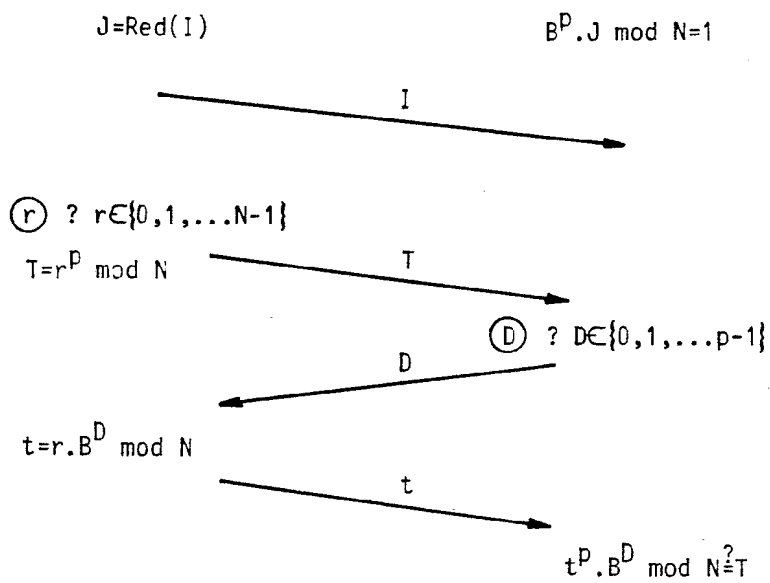 J=Red(I)
B^p.J mod N=1
I
r ? r∈{0,1,...N-1}
T=r^p mod N
T
D ? D∈{0,1,...p-1}
D
t=r.B^D mod N
t
t^p.B^D mod N≟T